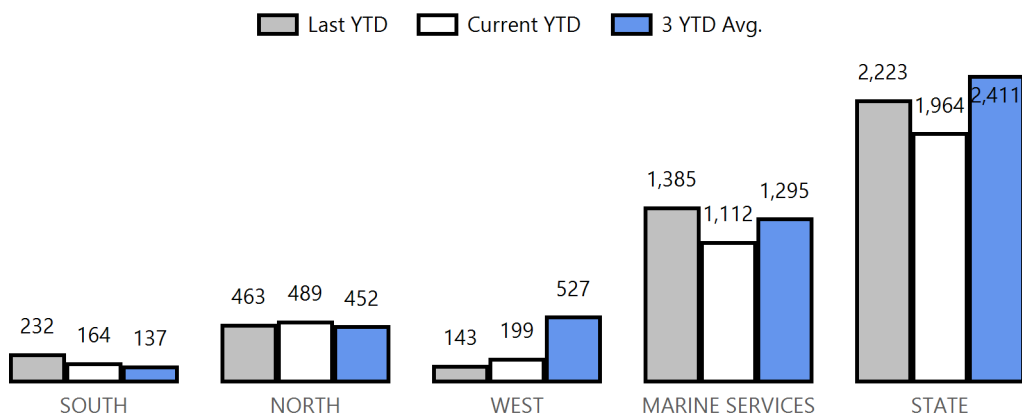 Last YTD Current YTD 3 YTD Avg.
2,223 1,964 2,411
1,385 1,112 1,295
143 199 527
463 489 452
232 164 137
SOUTH NORTH WEST MARINE SERVICES STATE